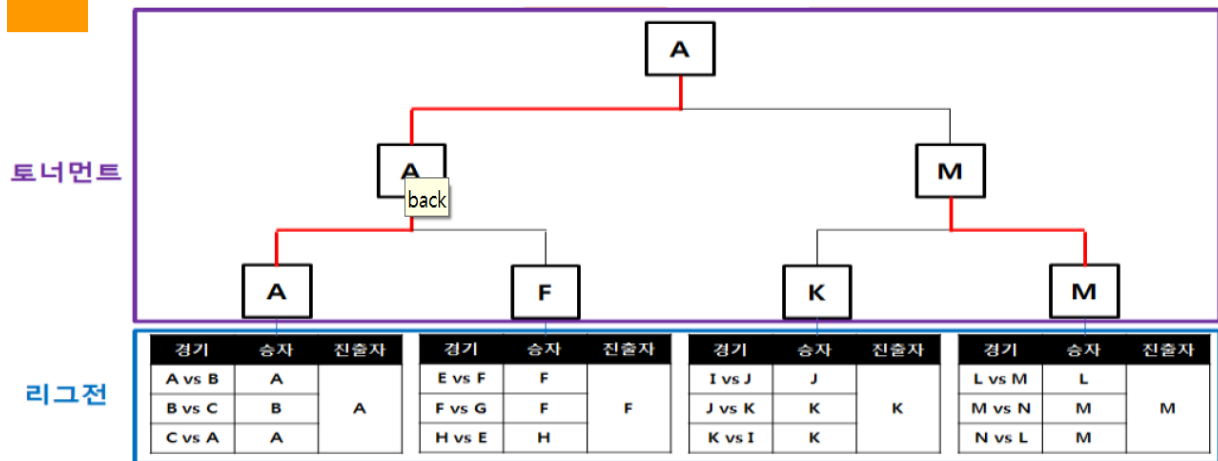 A
토너먼트
A
M
back
A
F
K
M
리그전
경기 승자 진출자
A vs B A
B vs C B A
C vs A A
경기 승자 진출자
E vs F F
F vs G F F
H vs E H
경기 승자 진출자
I vs J J
J vs K K K
K vs I K
경기 승자 진출자
L vs M L
M vs N M M
N vs L M